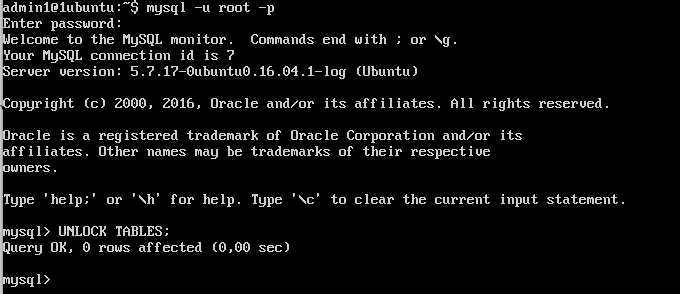 admin1@1ubuntu:~$ mysql -u root -p
Enter password:
Welcome to the MySQL monitor.  Commands end with ; or \g.
Your MySQL connection id is 7
Server version: 5.7.17-0ubuntu0.16.04.1-log (Ubuntu)
Copyright (c) 2000, 2016, Oracle and/or its affiliates. All rights reserved.
Oracle is a registered trademark of Oracle Corporation and/or its
affiliates. Other names may be trademarks of their respective
owners.
Type 'help;' or '\h' for help. Type '\c' to clear the current input statement.
mysql> UNLOCK TABLES;
Query OK, 0 rows affected (0,00 sec)
mysql>